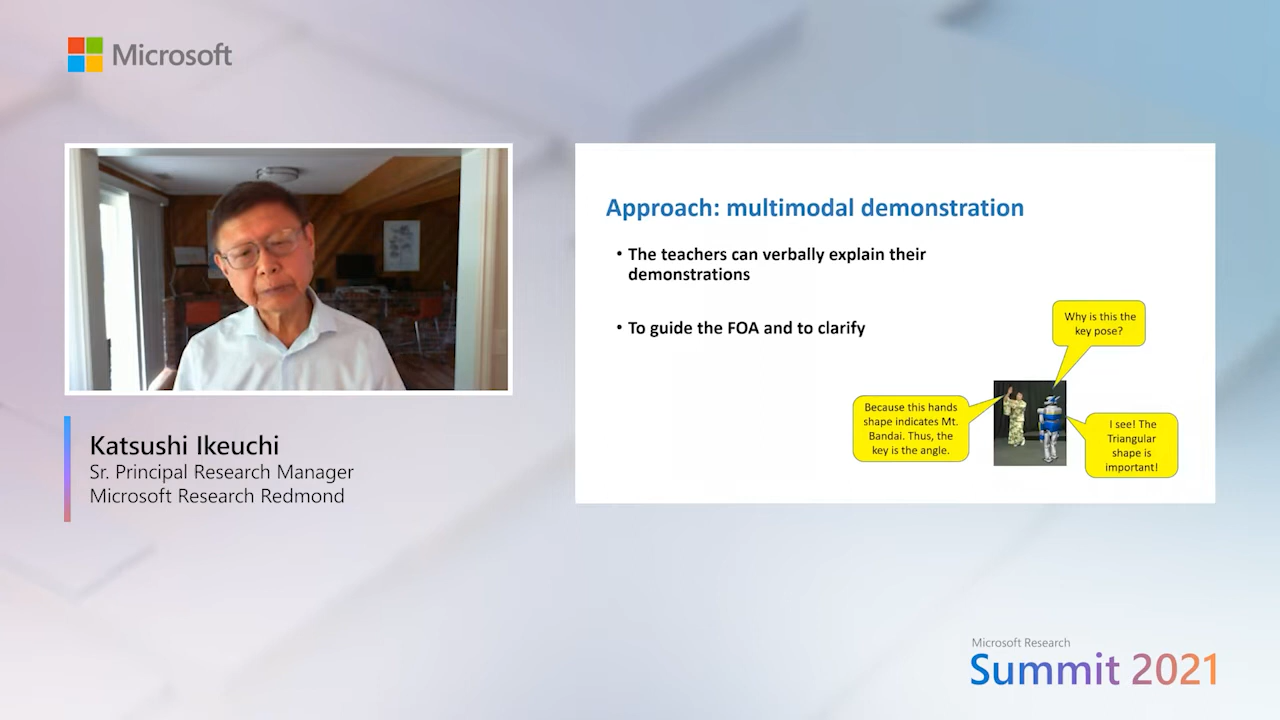 Microsoft
Approach: multimodal demonstration
• The teachers can verbally explain their
demonstrations
• To guide the FOA and to clarify
Why is this the
key pose?
Because this hands
shape indicates Mt.
Bandai. Thus, the
key is the angle.
I see! The
Triangular
shape is
important!
Katsushi Ikeuchi
Sr. Principal Research Manager
Microsoft Research Redmond
Microsoft Research
Summit 2021